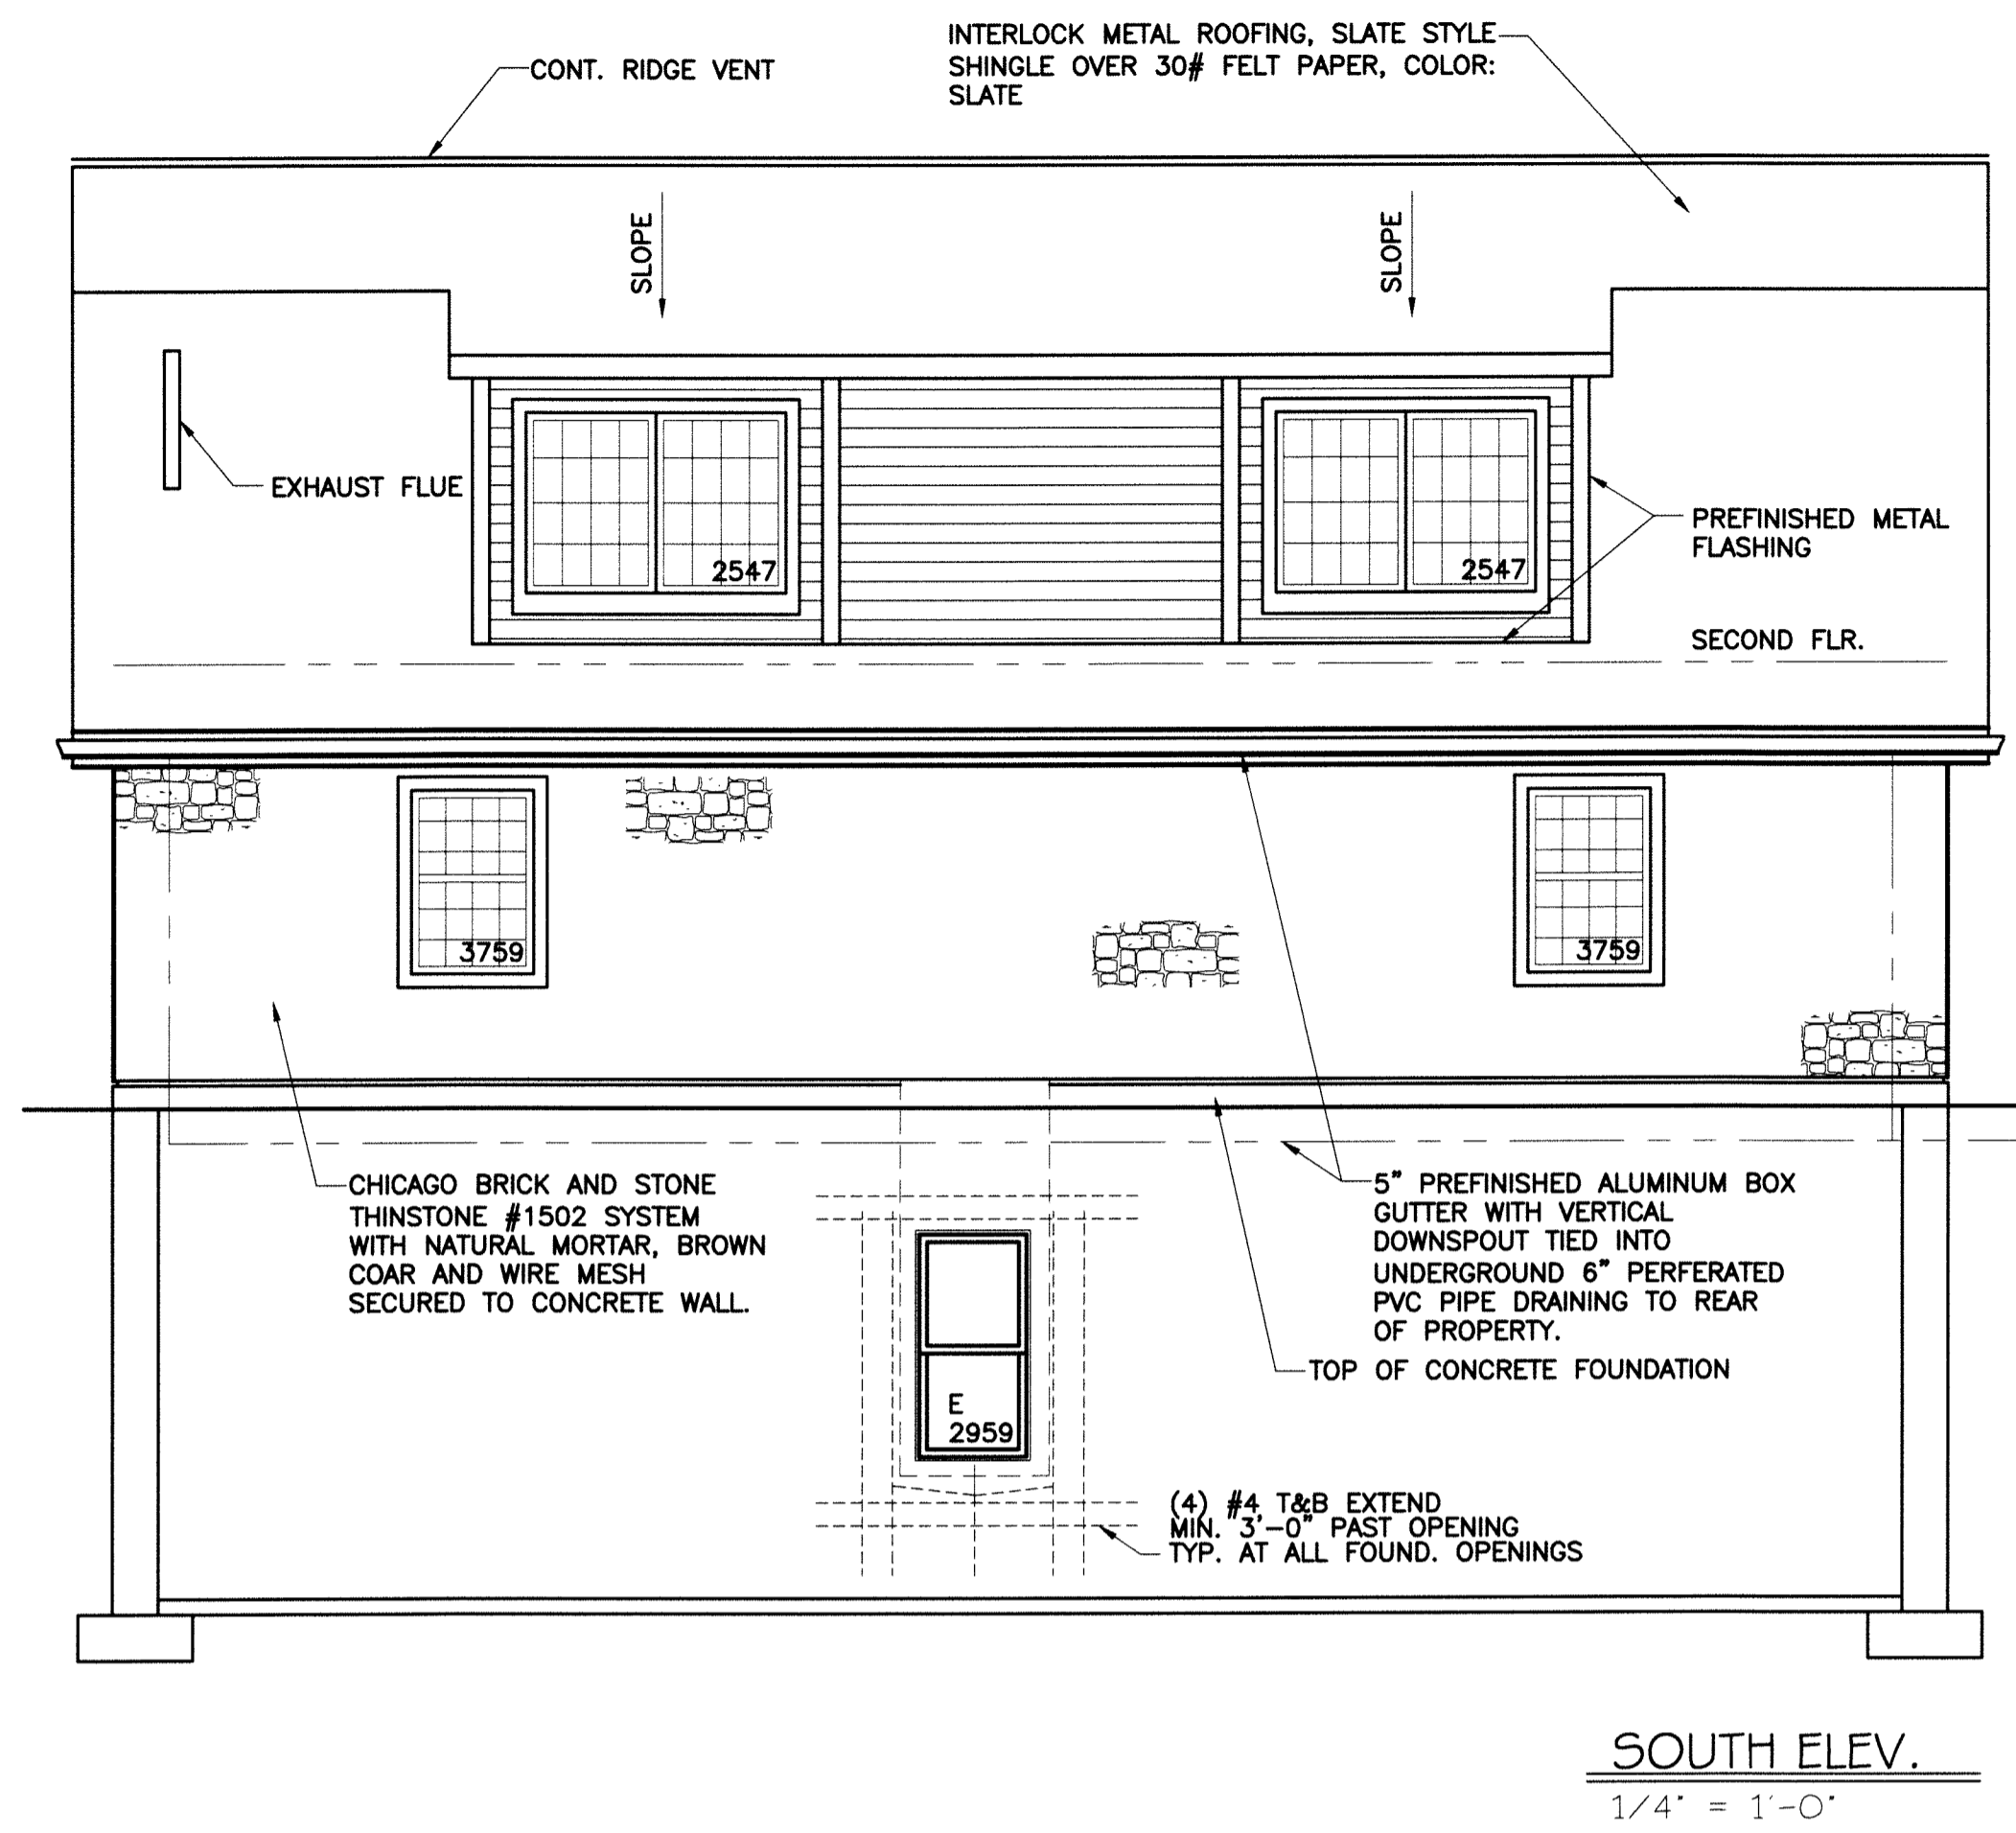 CONT. RIDGE VENT
INTERLOCK METAL ROOFING, SLATE STYLE
SHINGLE OVER 30# FELT PAPER, COLOR:
SLATE
SLOPE
SLOPE
EXHAUST FLUE
2547
2547
PREFINISHED METAL
FLASHING
SECOND FLR.
3759
3759
CHICAGO BRICK AND STONE
THINSTONE #1502 SYSTEM
WITH NATURAL MORTAR, BROWN
COAR AND WIRE MESH
SECURED TO CONCRETE WALL.
5" PREFINISHED ALUMINUM BOX
GUTTER WITH VERTICAL
DOWNSPOUT TIED INTO
UNDERGROUND 6" PERFERATED
PVC PIPE DRAINING TO REAR
OF PROPERTY.
TOP OF CONCRETE FOUNDATION
E
2959
(4) #4 T&B EXTEND
MIN. 3'-0" PAST OPENING
TYP. AT ALL FOUND. OPENINGS
SOUTH ELEV.
1/4" = 1'-0"